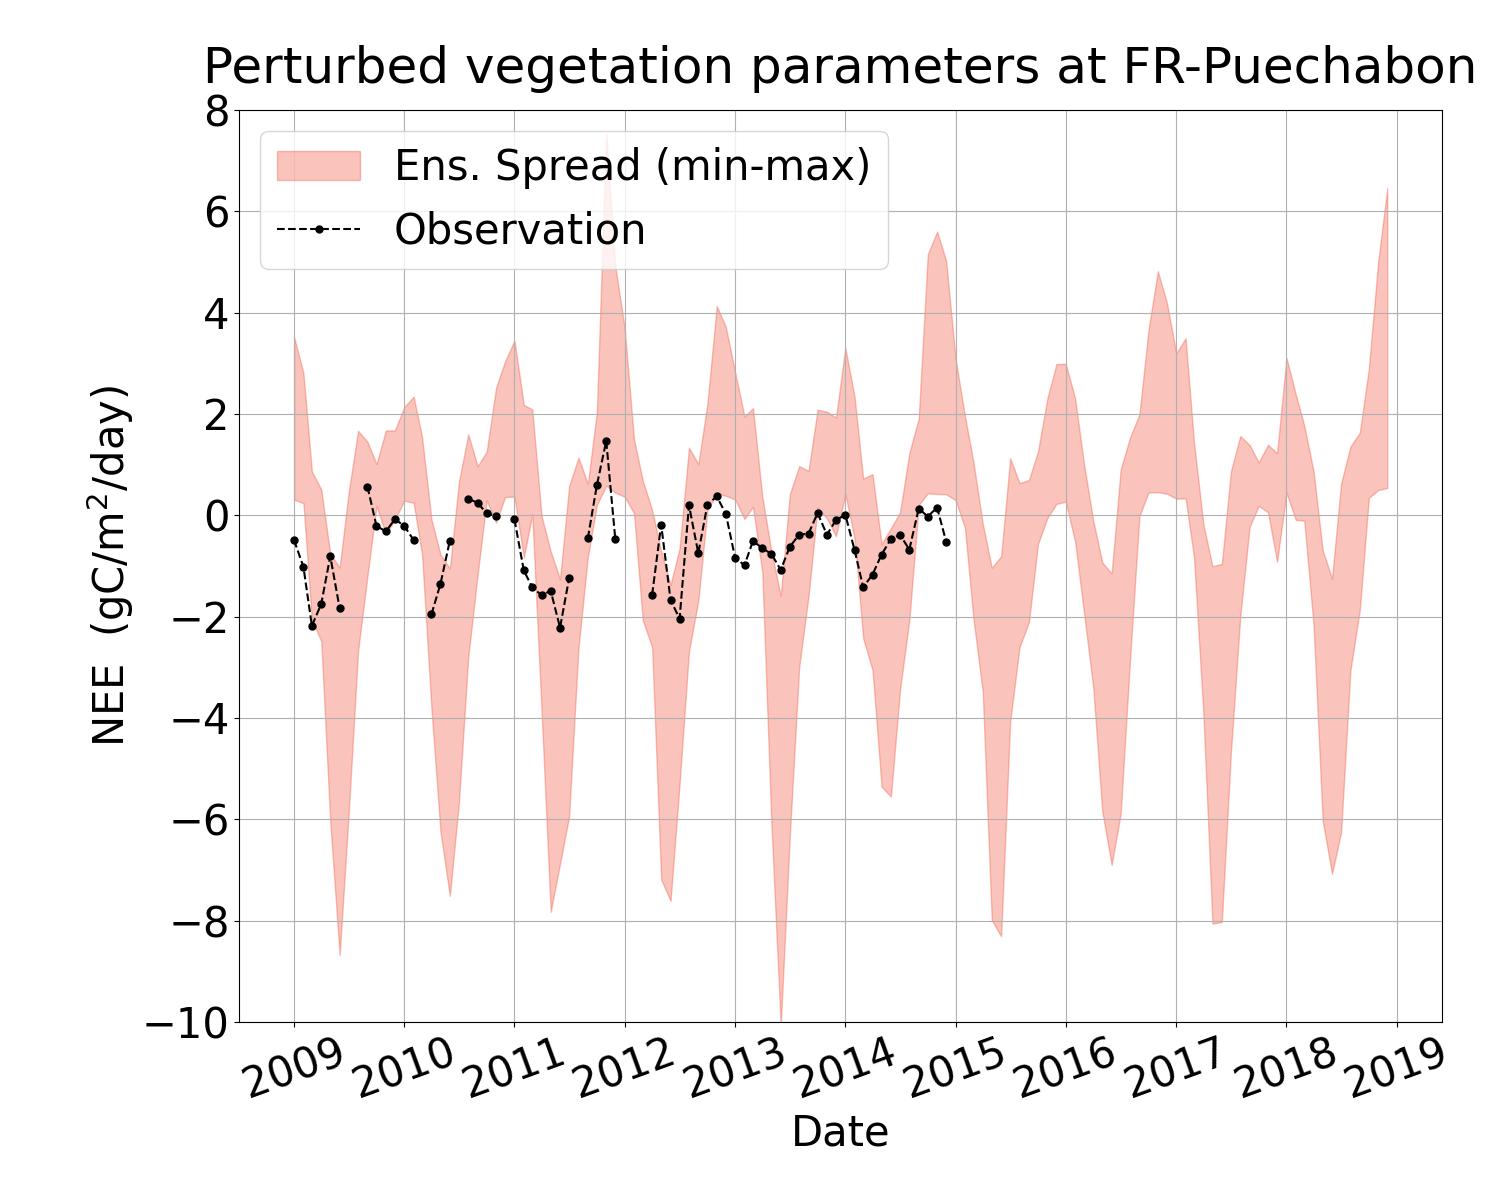 Perturbed vegetation parameters at FR-Puechabon
Ens. Spread (min-max)
Observation
NEE (gC/m²/day)
8
6
4
2
0
−2
−4
−6
−8
−10
2009 2010 2011 2012 2013 2014 2015 2016 2017 2018 2019
Date